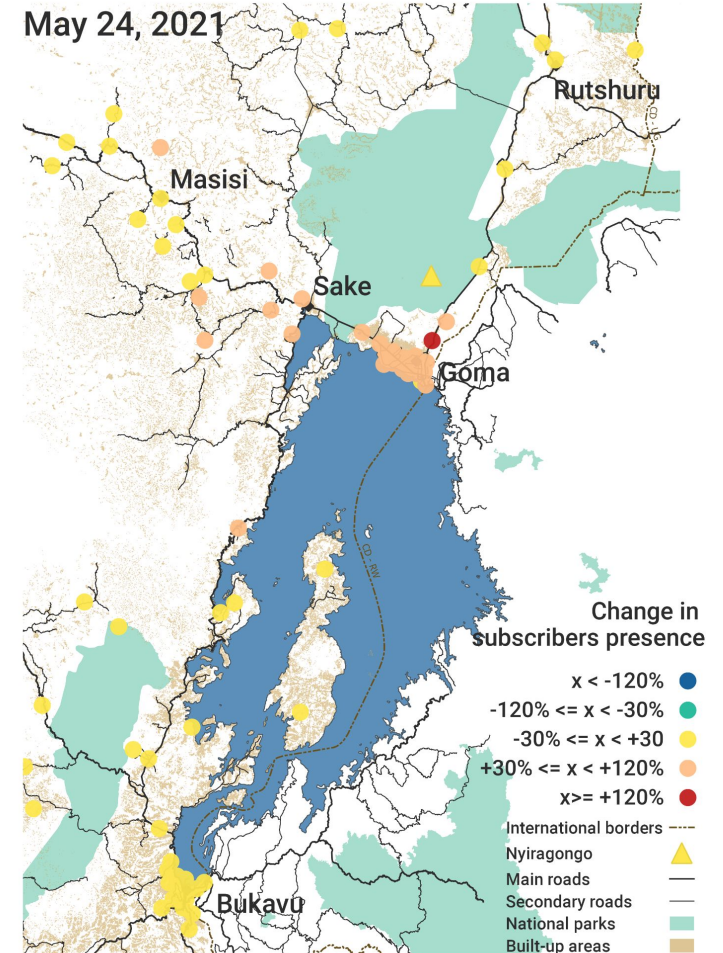 May 24, 2021
Rutshuru
Masisi
Sake
Goma
CD - RW
Change in
subscribers presence
x < -120%
-120% <= x < -30%
-30% <= x < +30
+30% <= x < +120%
x>= +120%
International borders
Nyiragongo
Main roads
Secondary roads
National parks
Built-up areas
Bukavu